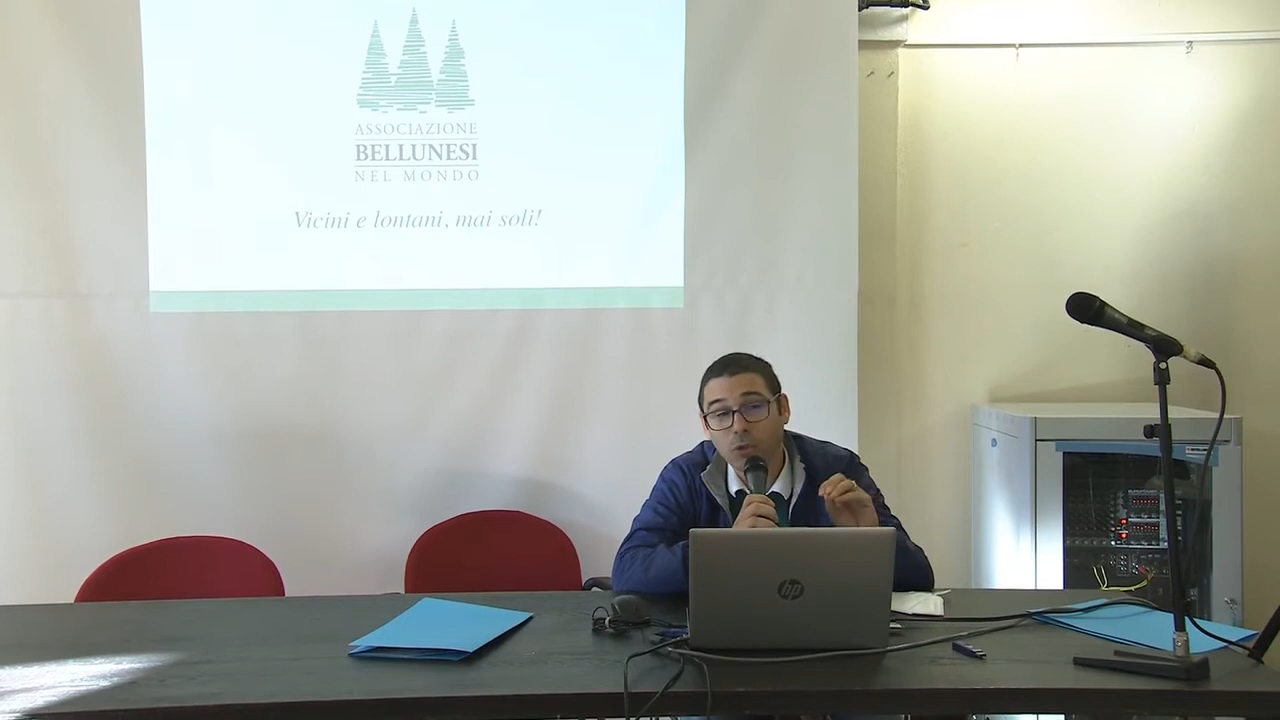 ASSOCIAZIONE
BELLUNESI
NEL MONDO
Vicini e lontani, mai soli!
hp